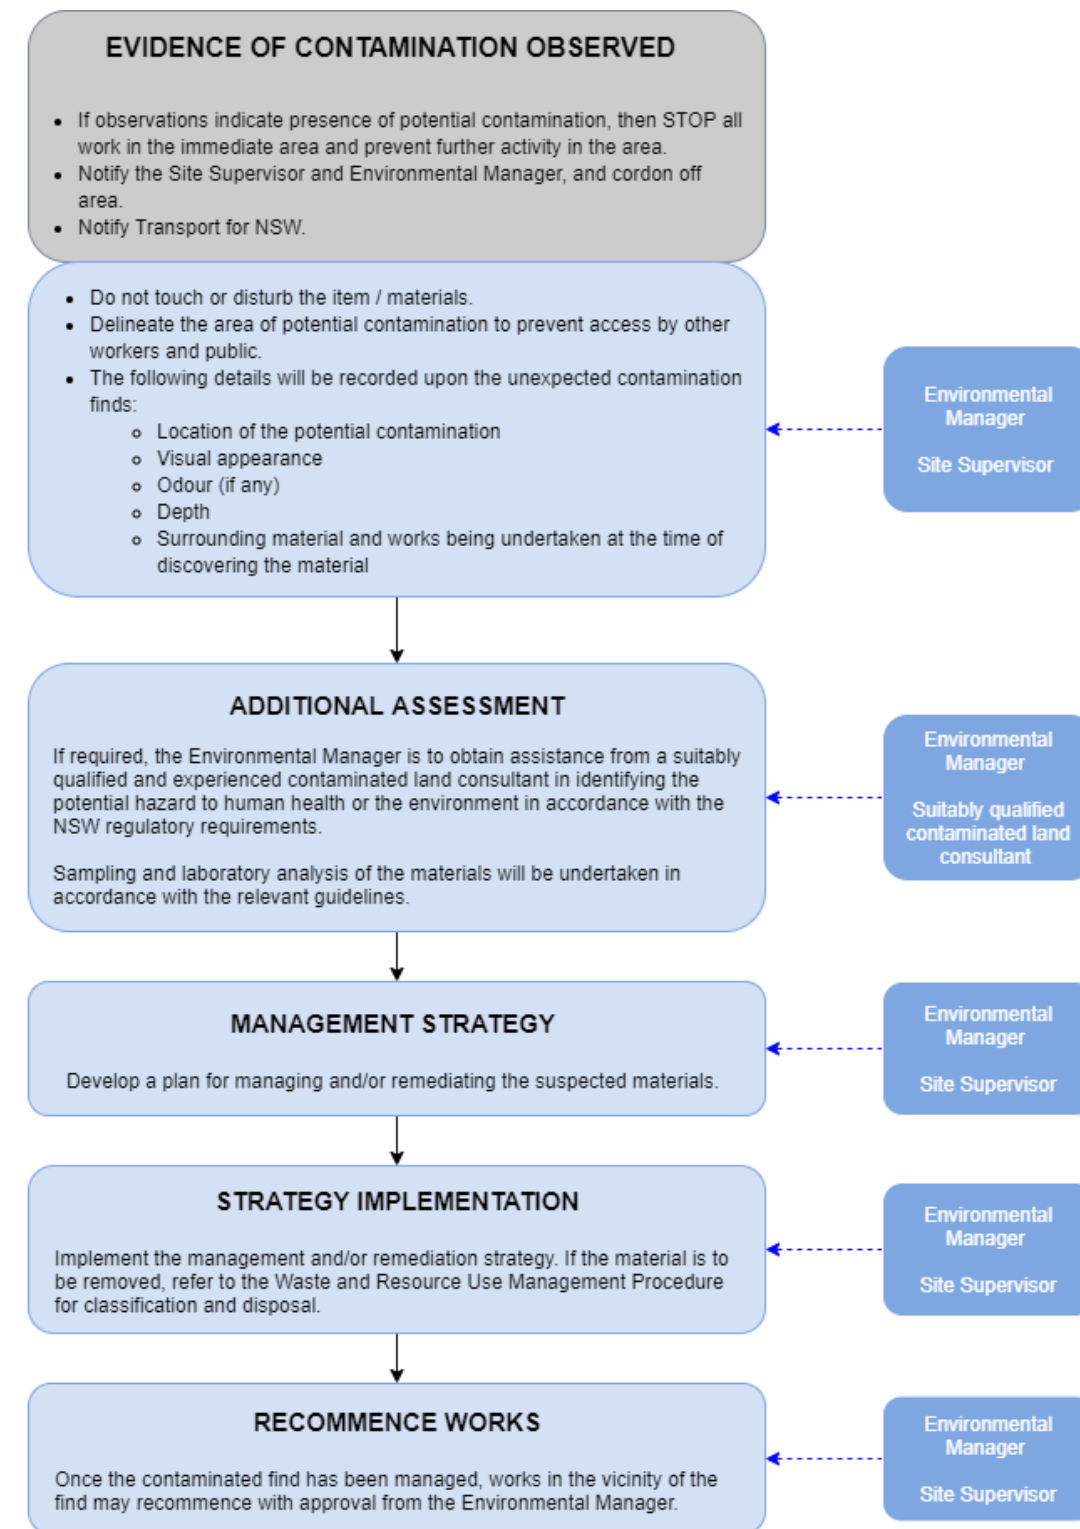 EVIDENCE OF CONTAMINATION OBSERVED
• If observations indicate presence of potential contamination, then STOP all
work in the immediate area and prevent further activity in the area.
• Notify the Site Supervisor and Environmental Manager, and cordon off
area.
• Notify Transport for NSW.
• Do not touch or disturb the item / materials.
• Delineate the area of potential contamination to prevent access by other
workers and public.
• The following details will be recorded upon the unexpected contamination
finds:
o Location of the potential contamination
o Visual appearance
o Odour (if any)
o Depth
o Surrounding material and works being undertaken at the time of
discovering the material
Environmental
Manager
Site Supervisor
ADDITIONAL ASSESSMENT
If required, the Environmental Manager is to obtain assistance from a suitably
qualified and experienced contaminated land consultant in identifying the
potential hazard to human health or the environment in accordance with the
NSW regulatory requirements.
Sampling and laboratory analysis of the materials will be undertaken in
accordance with the relevant guidelines.
Environmental
Manager
Suitably qualified
contaminated land
consultant
MANAGEMENT STRATEGY
Develop a plan for managing and/or remediating the suspected materials.
Environmental
Manager
Site Supervisor
STRATEGY IMPLEMENTATION
Implement the management and/or remediation strategy. If the material is to
be removed, refer to the Waste and Resource Use Management Procedure
for classification and disposal.
Environmental
Manager
Site Supervisor
RECOMMENCE WORKS
Once the contaminated find has been managed, works in the vicinity of the
find may recommence with approval from the Environmental Manager.
Environmental
Manager
Site Supervisor